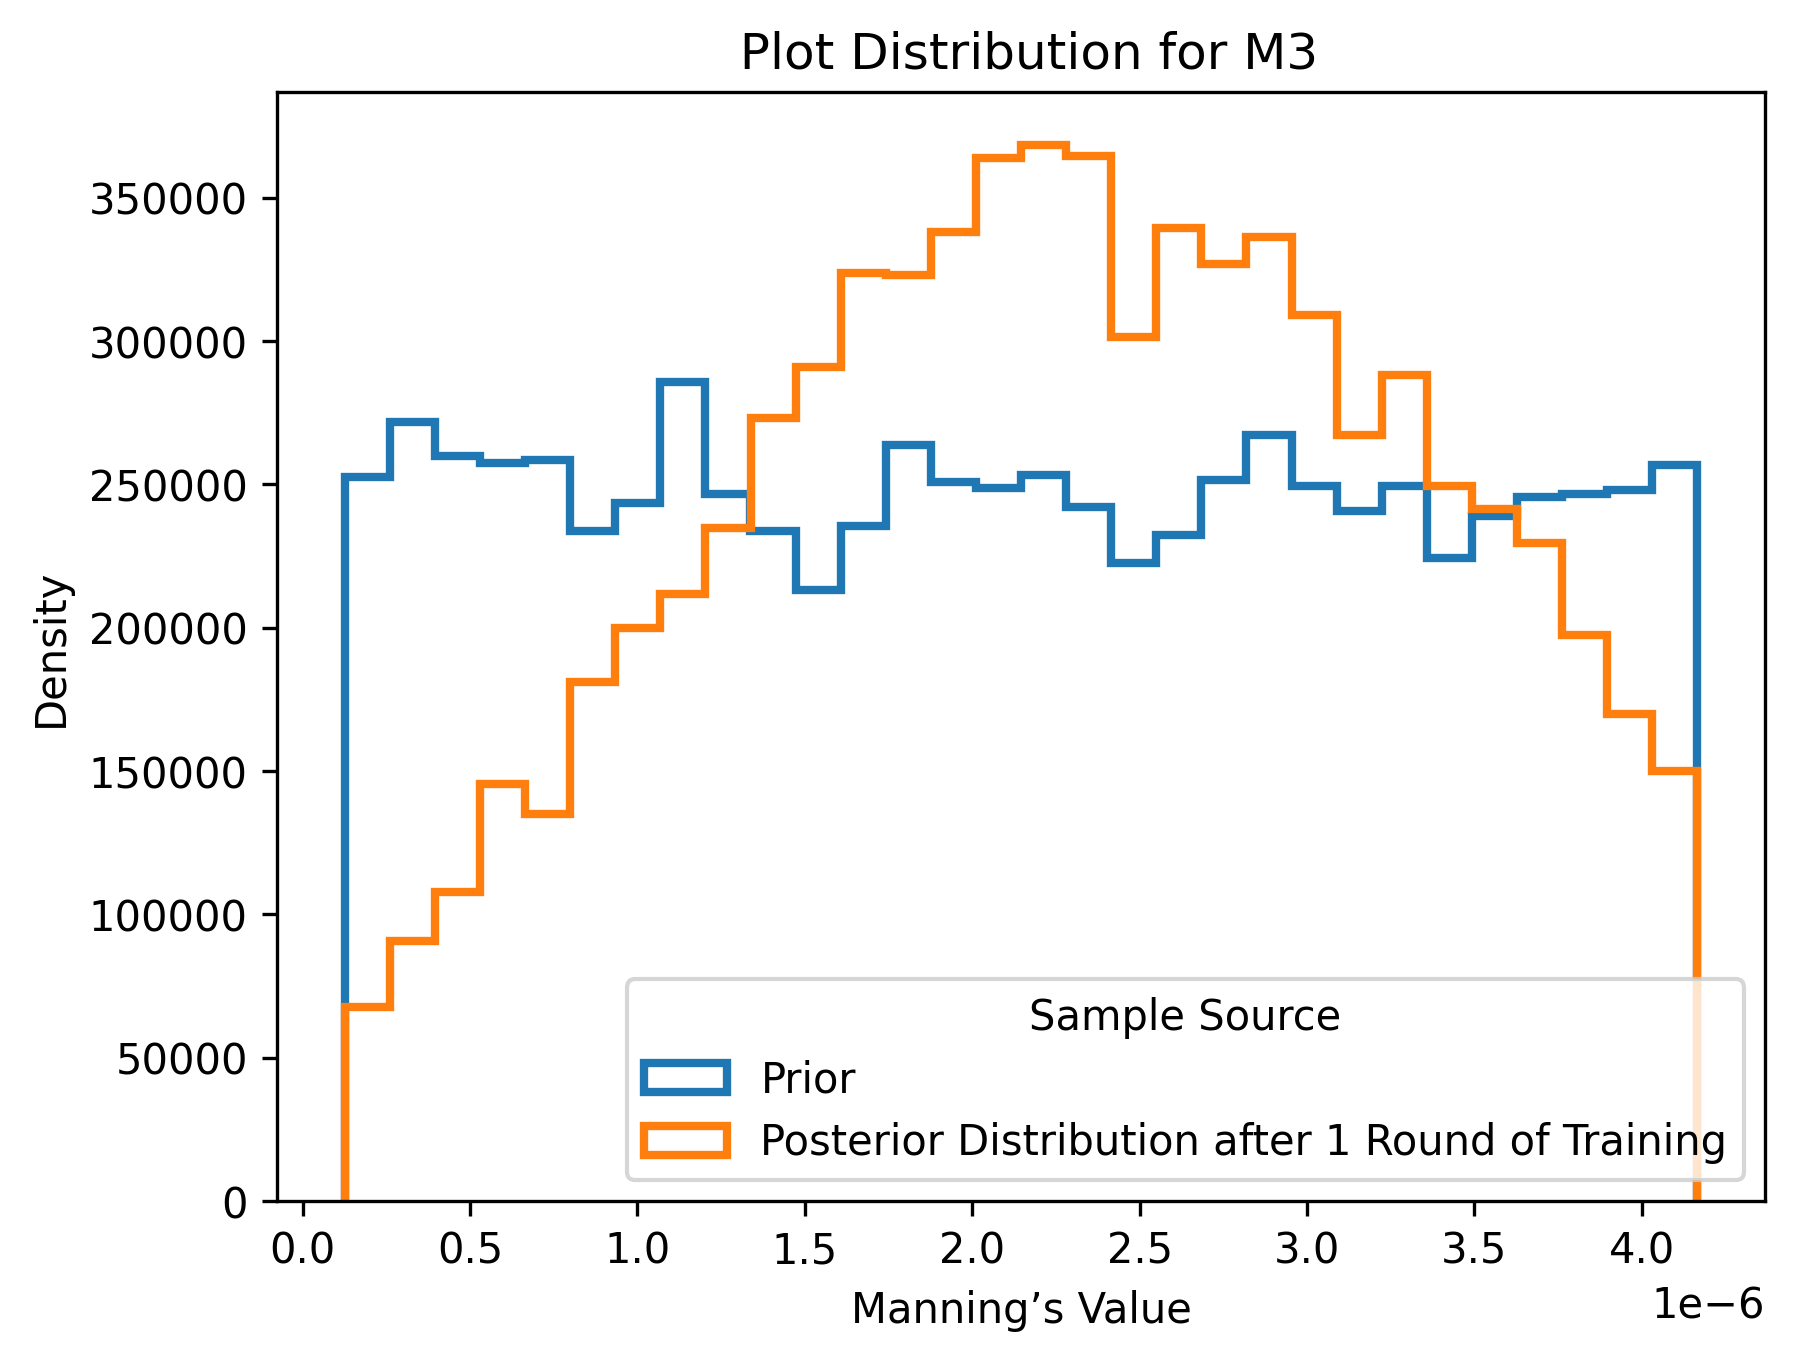 Plot Distribution for M3
Density
350000
300000
250000
200000
150000
100000
50000
0
Sample Source
Prior
Posterior Distribution after 1 Round of Training
0.0 0.5 1.0 1.5 2.0 2.5 3.0 3.5 4.0
1e−6
Manning’s Value